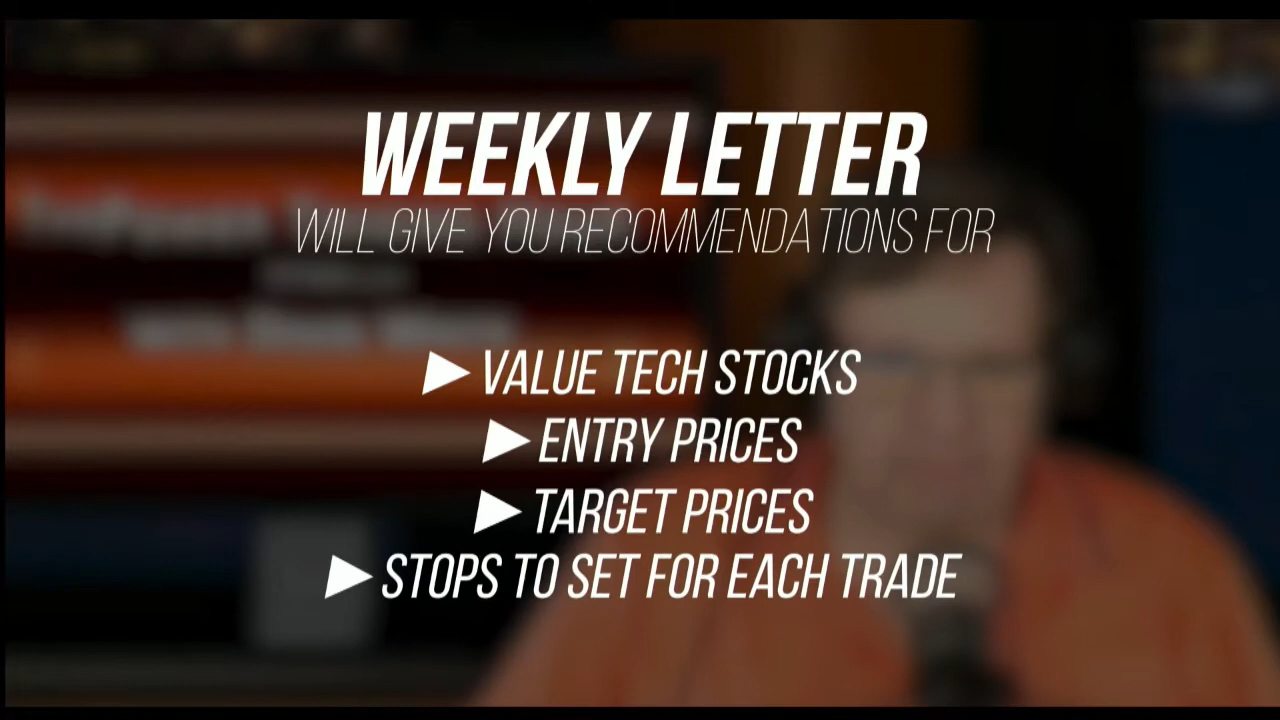 WEEKLY LETTER
WILL GIVE YOU RECOMMENDATIONS FOR
▶ VALUE TECH STOCKS
▶ ENTRY PRICES
▶ TARGET PRICES
▶ STOPS TO SET FOR EACH TRADE